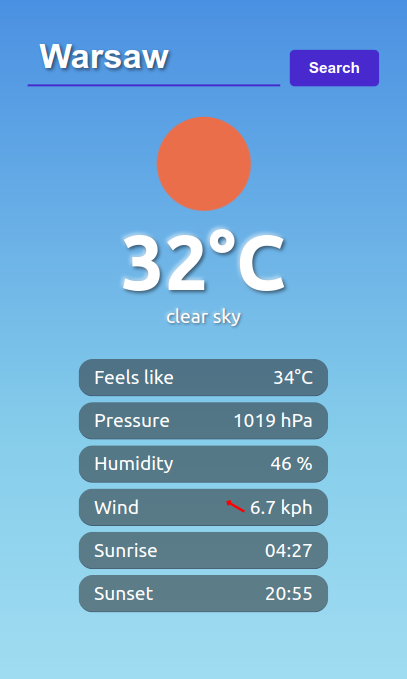 Warsaw
Search
32°C
clear sky
Feels like 34°C
Pressure 1019 hPa
Humidity 46 %
Wind 6.7 kph
Sunrise 04:27
Sunset 20:55